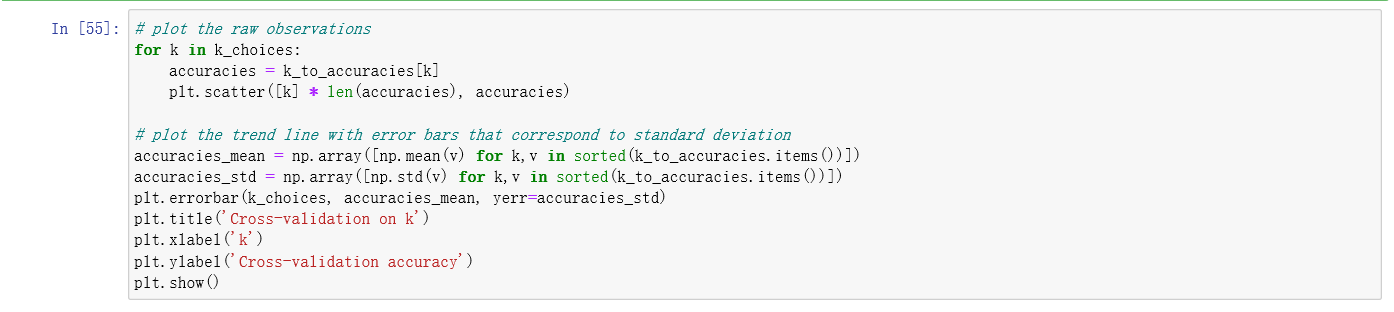 In [55]: # plot the raw observations
for k in k_choices:
    accuracies = k_to_accuracies[k]
    plt.scatter([k] * len(accuracies), accuracies)

# plot the trend line with error bars that correspond to standard deviation
accuracies_mean = np.array([np.mean(v) for k,v in sorted(k_to_accuracies.items())])
accuracies_std = np.array([np.std(v) for k,v in sorted(k_to_accuracies.items())])
plt.errorbar(k_choices, accuracies_mean, yerr=accuracies_std)
plt.title('Cross-validation on k')
plt.xlabel('k')
plt.ylabel('Cross-validation accuracy')
plt.show()